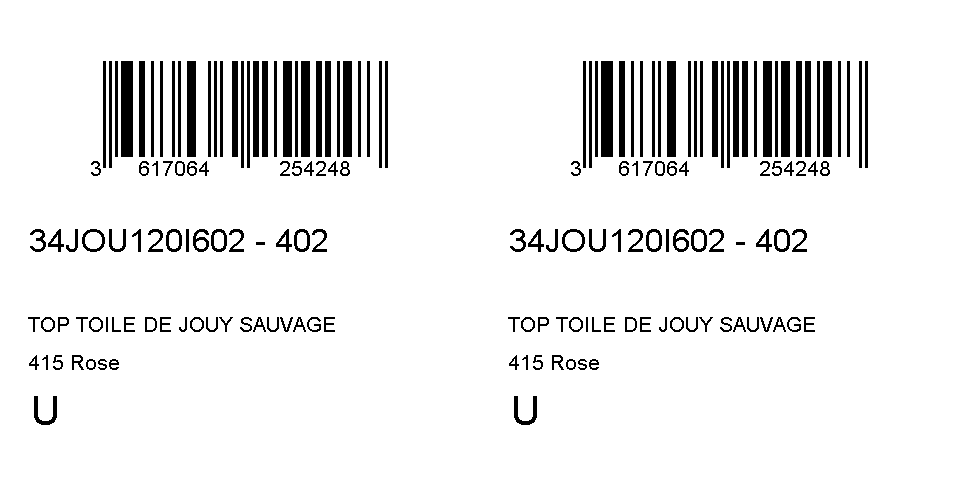 3 617064 254248
34JOU120I602 - 402
TOP TOILE DE JOUY SAUVAGE
415 Rose
U
3 617064 254248
34JOU120I602 - 402
TOP TOILE DE JOUY SAUVAGE
415 Rose
U